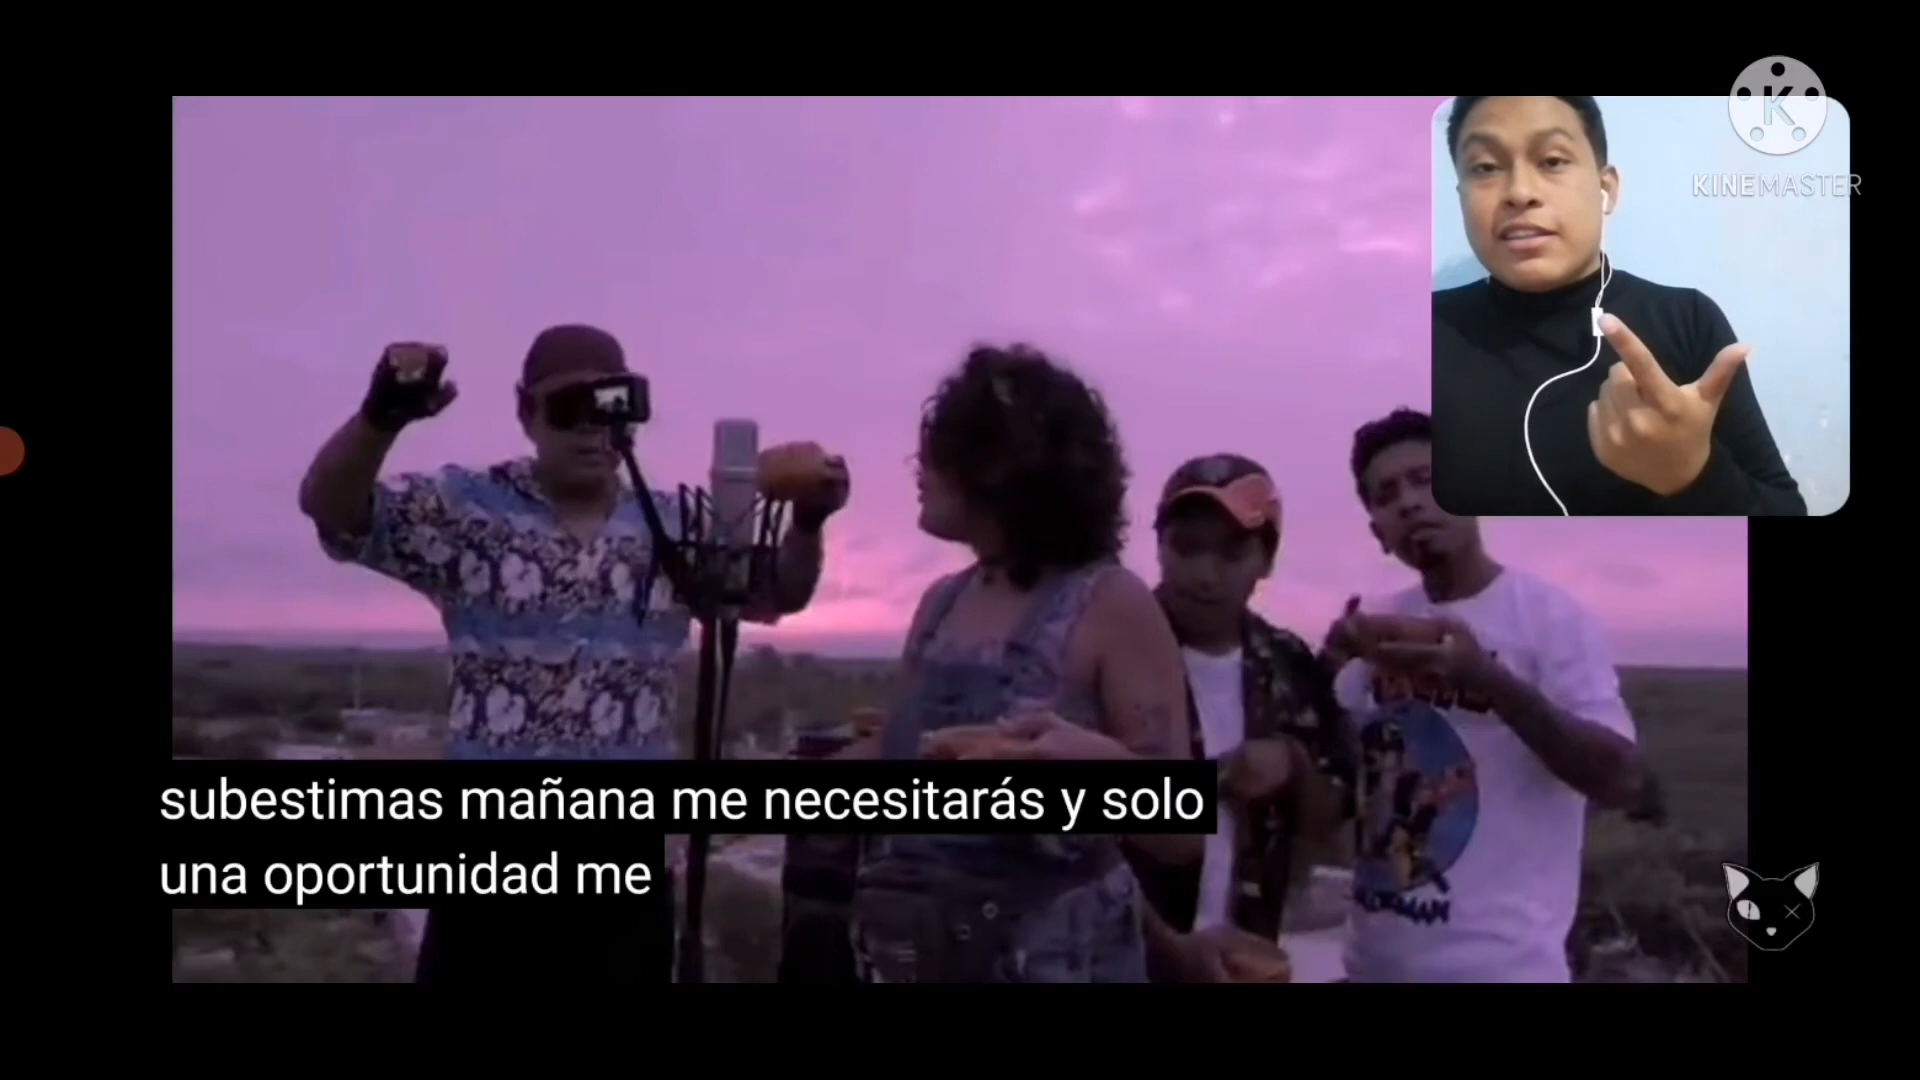 K
KINEMASTER
subestimas mañana me necesitarás y solo
una oportunidad me